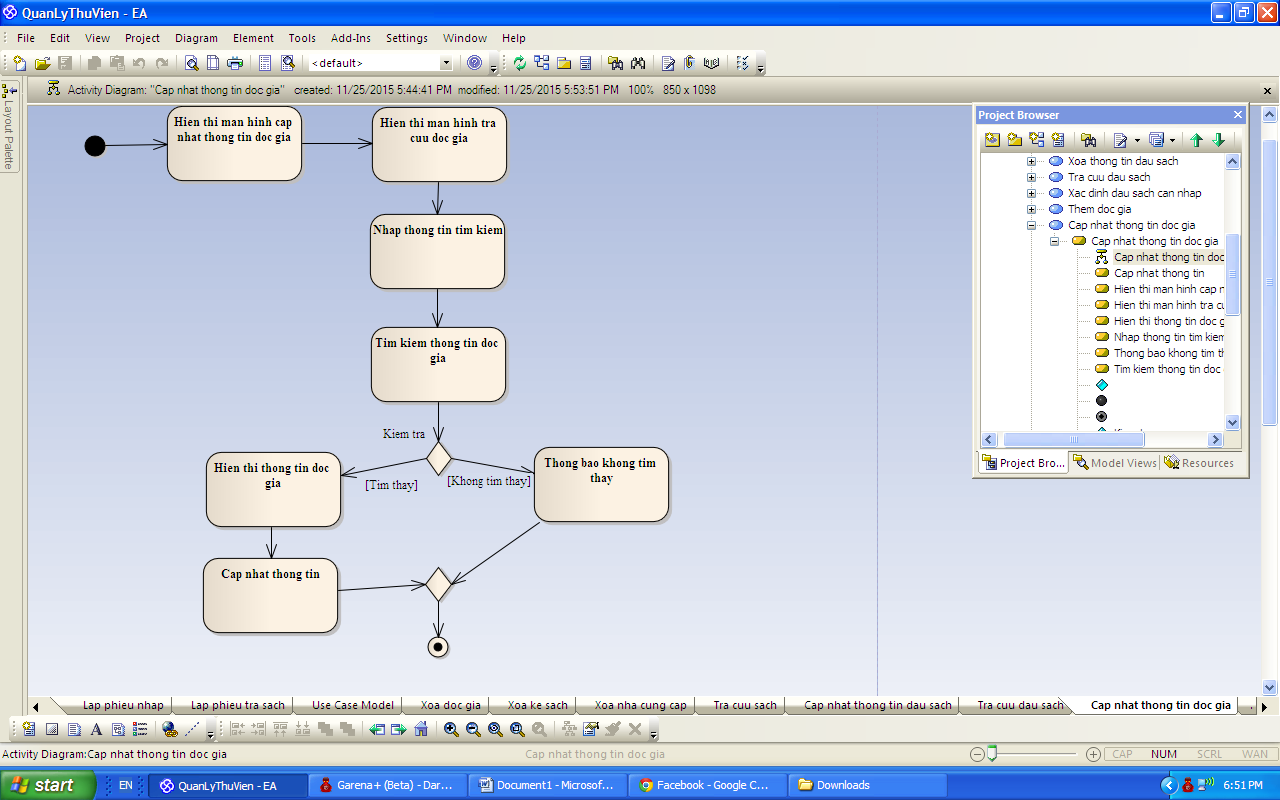 QuanLyThuVien - EA
File Edit View Project Diagram Element Tools Add-Ins Settings Window Help
<default>
Activity Diagram: "Cap nhat thong tin doc gia" created: 11/25/2015 5:44:41 PM modified: 11/25/2015 5:53:51 PM 100% 850 x 1098
Layout Palette
Hien thi man hinh cap
nhat thong tin doc gia
Hien thi man hinh tra
cuu doc gia
Nhap thong tin tim kiem
Tim kiem thong tin doc
gia
Kiem tra
[Tim thay]
[Khong tim thay]
Hien thi thong tin doc
gia
Thong bao khong tim
thay
Cap nhat thong tin
Project Browser
Xoa thong tin dau sach
Tra cuu dau sach
Xac dinh dau sach can nhap
Them doc gia
Cap nhat thong tin doc gia
Cap nhat thong tin doc gia
Cap nhat thong tin doc
Cap nhat thong tin
Hien thi man hinh cap r
Hien thi man hinh tra cu
Hien thi thong tin doc g
Nhap thong tin tim kiem
Thong bao khong tim th
Tim kiem thong tin doc
Project Bro... Model Views Resources
Lap phieu nhap Lap phieu tra sach Use Case Model Xoa doc gia Xoa ke sach Xoa nha cung cap Tra cuu sach Cap nhat thong tin dau sach Tra cuu dau sach Cap nhat thong tin doc gia
Activity Diagram:Cap nhat thong tin doc gia Cap nhat thong tin doc gia CAP NUM SCRL WAN
start EN QuanLyThuVien - EA Garena+ (Beta) - Dar... Document1 - Microsof... Facebook - Google C... Downloads 6:51 PM